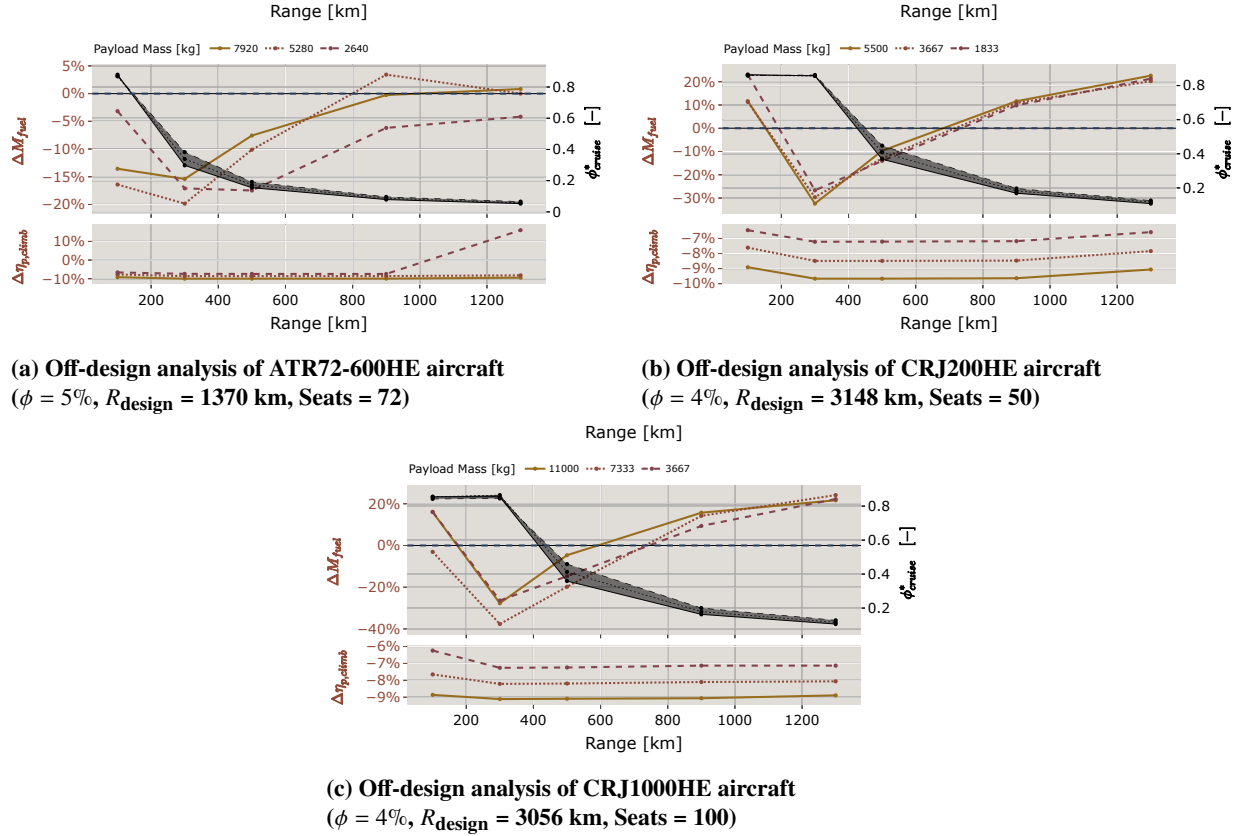 Range [km]
Range [km]
Payload Mass [kg] 7920 5280 2640
5%
0%
−5%
−10%
−15%
−20%
ΔM_fuel
0.8
0.6
0.4
0.2
0
ϕ*_cruise [−]
10%
0%
−10%
Δη_p,climb
200 400 600 800 1000 1200
Range [km]
Payload Mass [kg] 5500 3667 1833
20%
10%
0%
−10%
−20%
−30%
ΔM_fuel
0.8
0.6
0.4
0.2
ϕ*_cruise [−]
−7%
−8%
−9%
−10%
Δη_p,climb
200 400 600 800 1000 1200
Range [km]
(a) Off-design analysis of ATR72-600HE aircraft
(ϕ = 5%, R_design = 1370 km, Seats = 72)
(b) Off-design analysis of CRJ200HE aircraft
(ϕ = 4%, R_design = 3148 km, Seats = 50)
Range [km]
Payload Mass [kg] 11000 7333 3667
20%
0%
−20%
−40%
ΔM_fuel
0.8
0.6
0.4
0.2
ϕ*_cruise [−]
−6%
−7%
−8%
−9%
Δη_p,climb
200 400 600 800 1000 1200
Range [km]
(c) Off-design analysis of CRJ1000HE aircraft
(ϕ = 4%, R_design = 3056 km, Seats = 100)